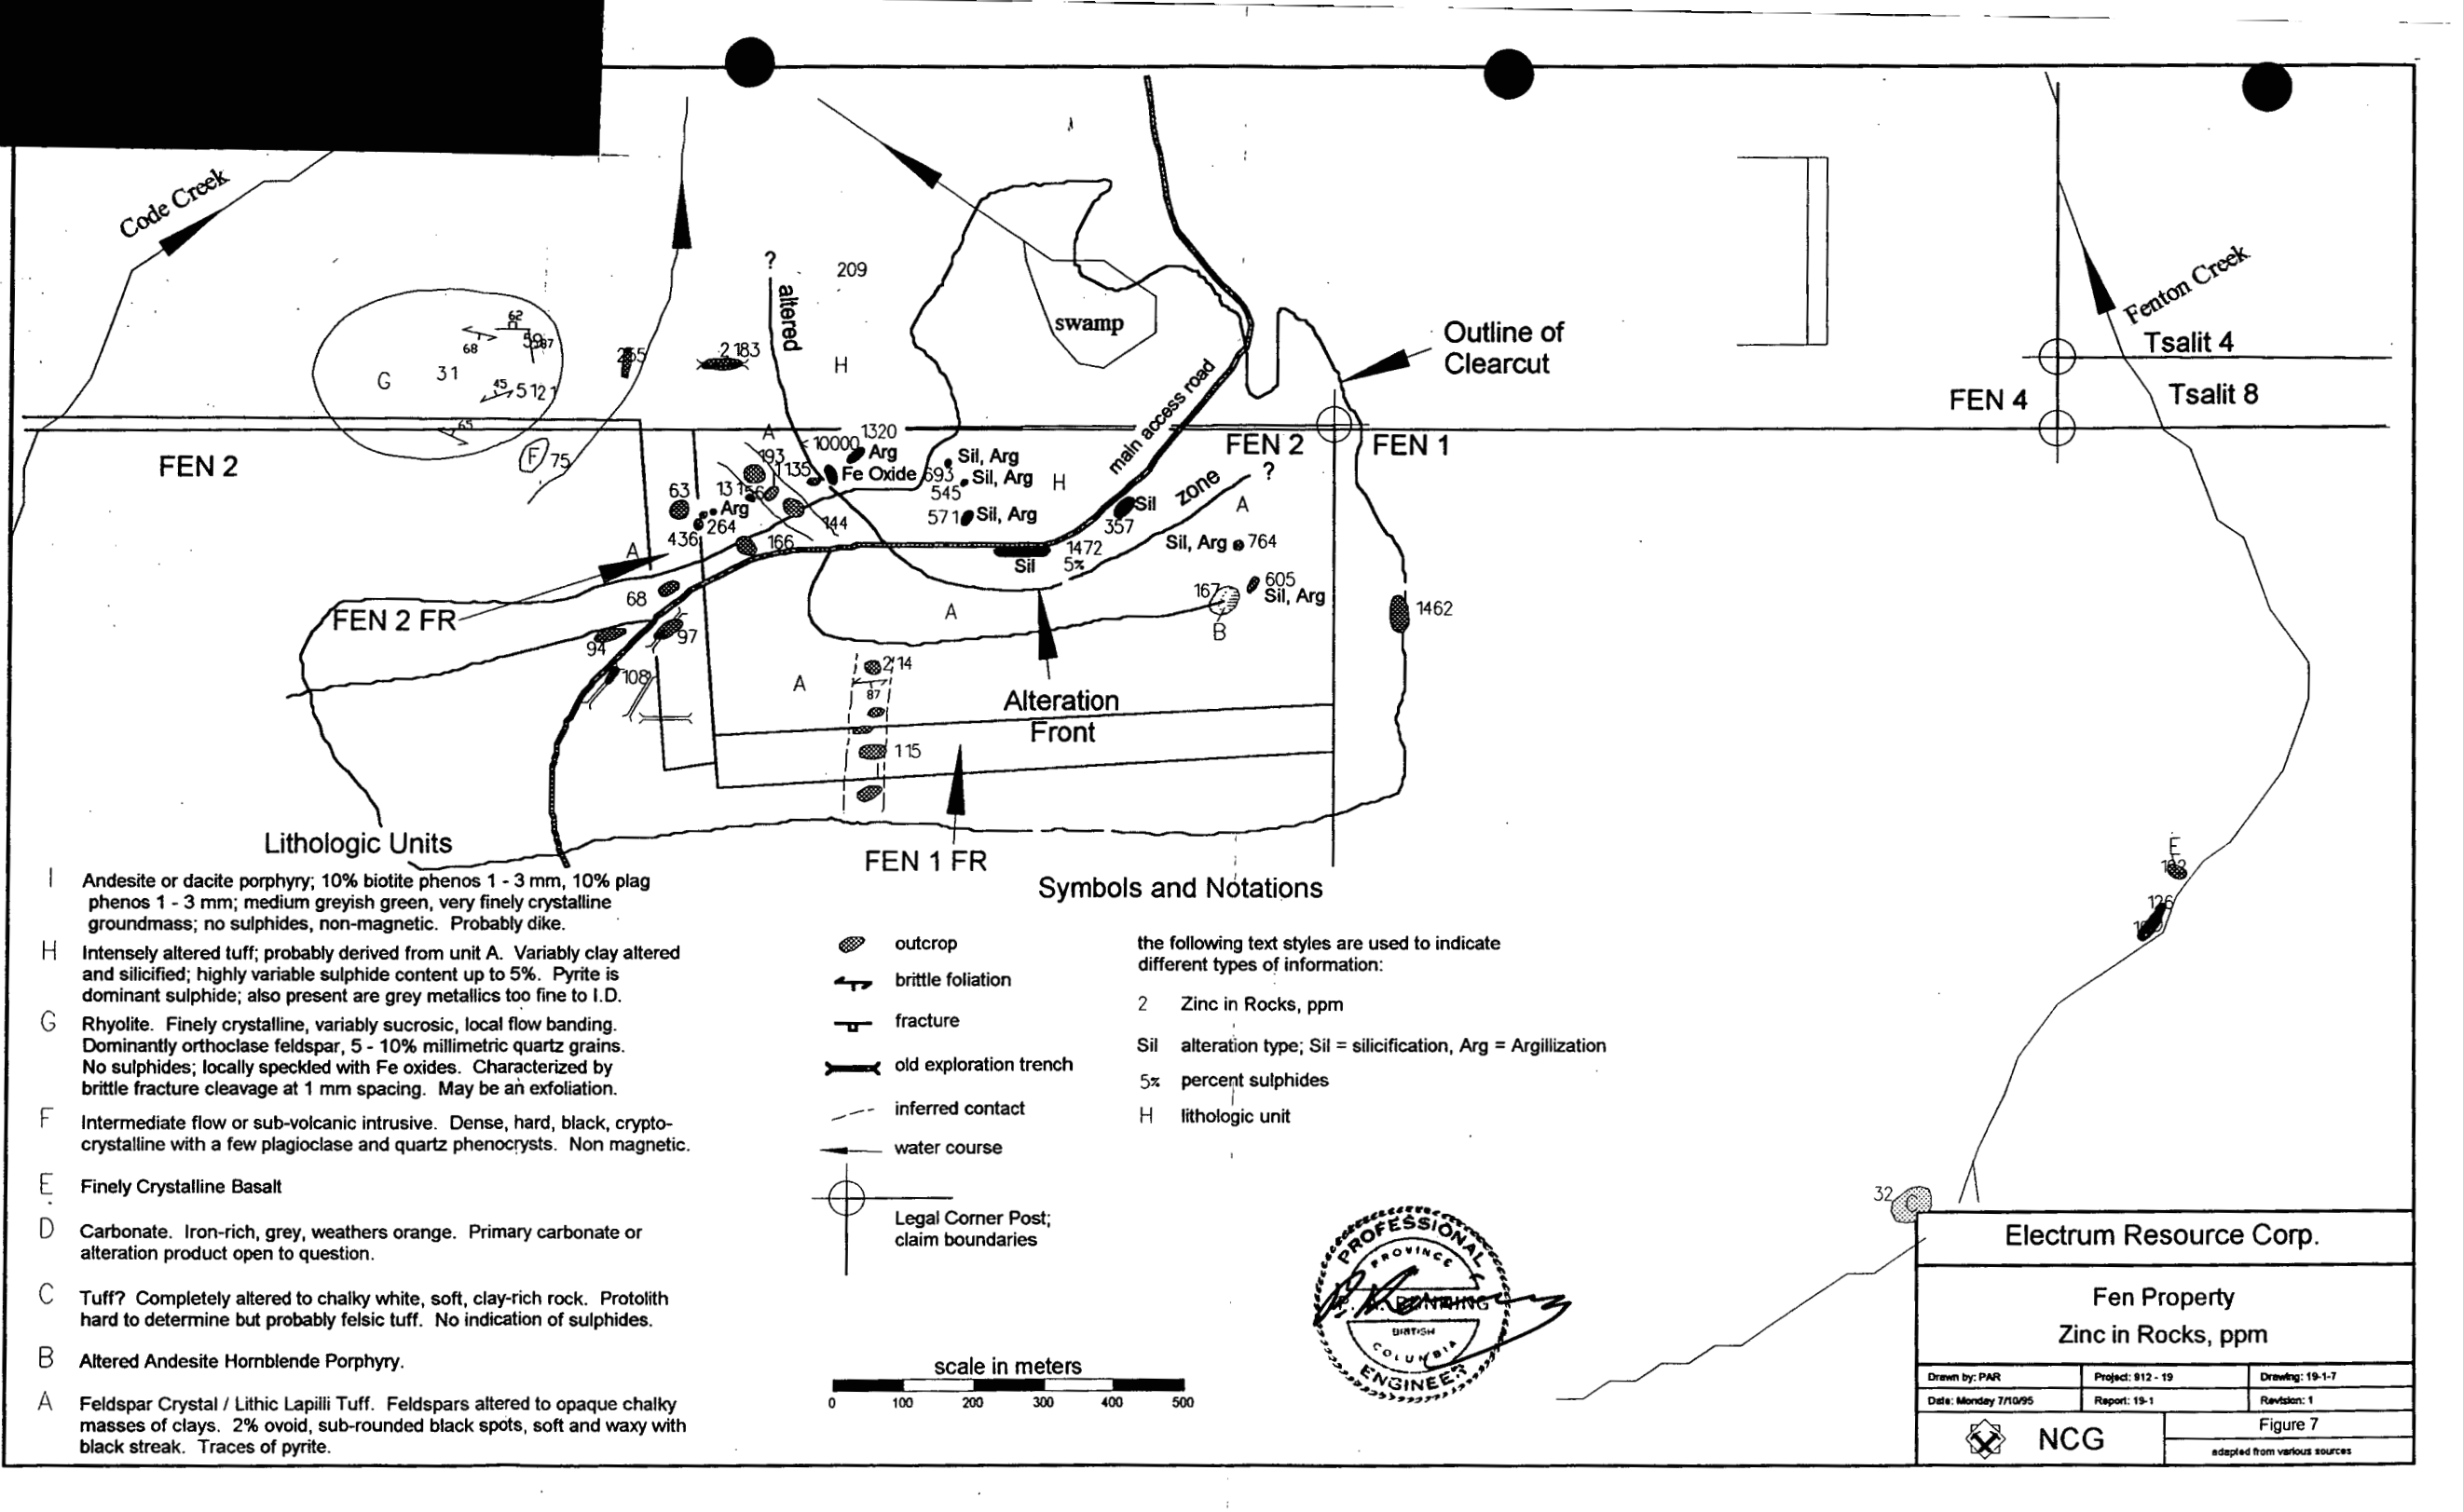 Code Creek
?
altered
209
H
swamp
Outline of
Clearcut
Fenton Creek
Tsalit 4
Tsalit 8
FEN 4
62
68
31
G
45
65
2 183
main access road
FEN 2
FEN 2
FEN 1
F
75
A
1320
10000
Arg
193
135
Fe Oxide
693
Sil, Arg
Sil, Arg
545
H
571
Sil, Arg
63
13
Arg
264
436
144
166
A
Sil
357
zone
?
A
1472
5%
Sil
Sil, Arg
764
605
Sil, Arg
167
B
1462
68
FEN 2 FR
94
97
108
A
A
214
87
115
Alteration
Front
FEN 1 FR
E
126
32
C
Lithologic Units
I Andesite or dacite porphyry; 10% biotite phenos 1 - 3 mm, 10% plag
phenos 1 - 3 mm; medium greyish green, very finely crystalline
groundmass; no sulphides, non-magnetic. Probably dike.
H Intensely altered tuff; probably derived from unit A. Variably clay altered
and silicified; highly variable sulphide content up to 5%. Pyrite is
dominant sulphide; also present are grey metallics too fine to I.D.
G Rhyolite. Finely crystalline, variably sucrosic, local flow banding.
Dominantly orthoclase feldspar, 5 - 10% millimetric quartz grains.
No sulphides; locally speckled with Fe oxides. Characterized by
brittle fracture cleavage at 1 mm spacing. May be an exfoliation.
F Intermediate flow or sub-volcanic intrusive. Dense, hard, black, crypto-
crystalline with a few plagioclase and quartz phenocrysts. Non magnetic.
E Finely Crystalline Basalt
D Carbonate. Iron-rich, grey, weathers orange. Primary carbonate or
alteration product open to question.
C Tuff? Completely altered to chalky white, soft, clay-rich rock. Protolith
hard to determine but probably felsic tuff. No indication of sulphides.
B Altered Andesite Hornblende Porphyry.
A Feldspar Crystal / Lithic Lapilli Tuff. Feldspars altered to opaque chalky
masses of clays. 2% ovoid, sub-rounded black spots, soft and waxy with
black streak. Traces of pyrite.
Symbols and Notations
outcrop
brittle foliation
fracture
old exploration trench
inferred contact
water course
Legal Corner Post;
claim boundaries
the following text styles are used to indicate
different types of information:
2 Zinc in Rocks, ppm
Sil alteration type; Sil = silicification, Arg = Argillization
5% percent sulphides
H lithologic unit
scale in meters
0 100 200 300 400 500
PROFESSIONAL
PROVINCE
BRITISH
COLUMBIA
ENGINEER
Electrum Resource Corp.
Fen Property
Zinc in Rocks, ppm
Drawn by: PAR Project: 912 - 19 Drawing: 19-1-7
Date: Monday 7/10/95 Report: 19-1 Revision: 1
NCG
Figure 7
adapted from various sources